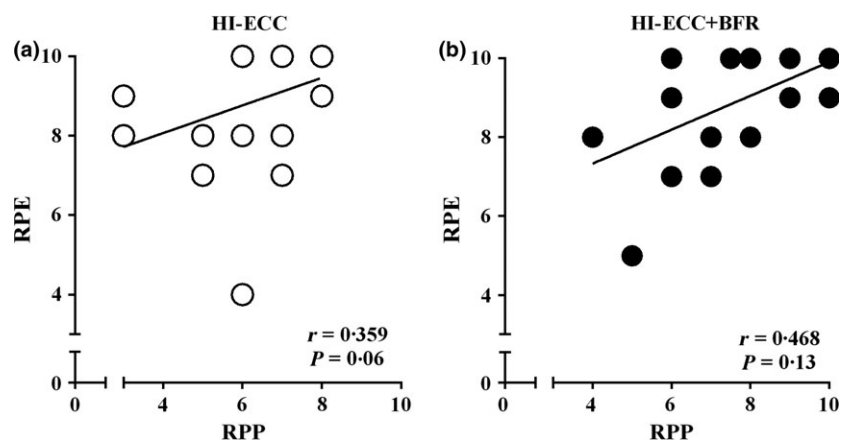 HI-ECC
(a)
10
8
RPE
6
4
0
r = 0·359
P = 0·06
0 4 6 8 10
RPP
HI-ECC+BFR
(b)
10
8
RPE
6
4
0
r = 0·468
P = 0·13
0 4 6 8 10
RPP